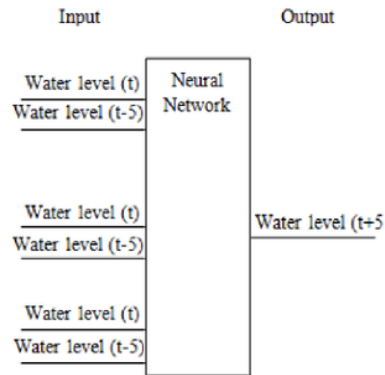 Input
Output
Water level (t)
Water level (t-5)
Neural
Network
Water level (t)
Water level (t-5)
Water level (t+5
Water level (t)
Water level (t-5)